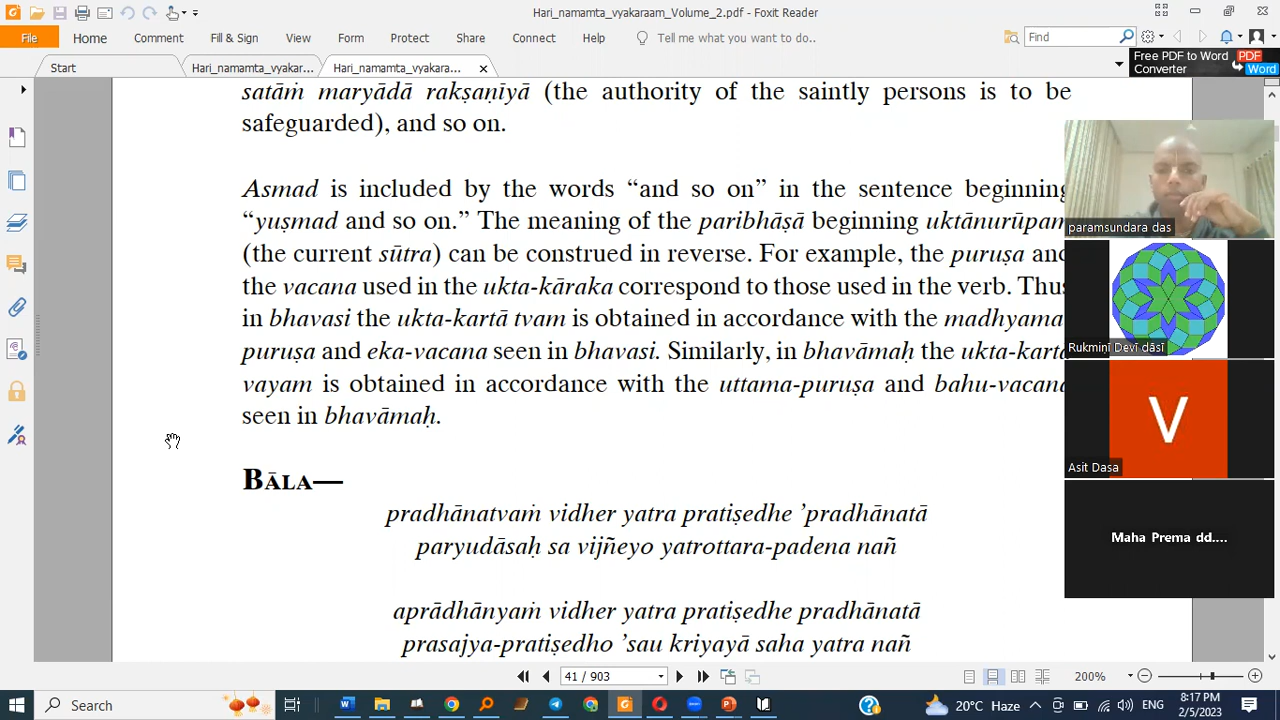 Hari_namamta_vyakaraam_Volume_2.pdf - Foxit Reader
File Home Comment Fill & Sign View Form Protect Share Connect Help Tell me what you want to do.. Find
Start Hari_namamta_vyakar... Hari_namamta_vyakara... Free PDF to Word Converter PDF Word
satāṁ maryādā rakṣaṇīyā (the authority of the saintly persons is to be
safeguarded), and so on.
Asmad is included by the words “and so on” in the sentence beginning
“yuṣmad and so on.” The meaning of the paribhāṣā beginning uktānurūpam
(the current sūtra) can be construed in reverse. For example, the puruṣa and
the vacana used in the ukta-kāraka correspond to those used in the verb. Thus
in bhavasi the ukta-kartā tvam is obtained in accordance with the madhyama-
puruṣa and eka-vacana seen in bhavasi. Similarly, in bhavāmaḥ the ukta-kartā
vayam is obtained in accordance with the uttama-puruṣa and bahu-vacana
seen in bhavāmaḥ.
BĀLA—
pradhānatvaṁ vidher yatra pratiṣedhe ’pradhānatā
paryudāsaḥ sa vijñeyo yatrottara-padena nañ
aprādhānyaṁ vidher yatra pratiṣedhe pradhānatā
prasajya-pratiṣedho ’sau kriyayā saha yatra nañ
paramsundara das
Rukmiṇī Devī dāsī
V
Asit Dasa
Maha Prema dd....
41 / 903
200%
Search
20°C Haze
8:17 PM
2/5/2023